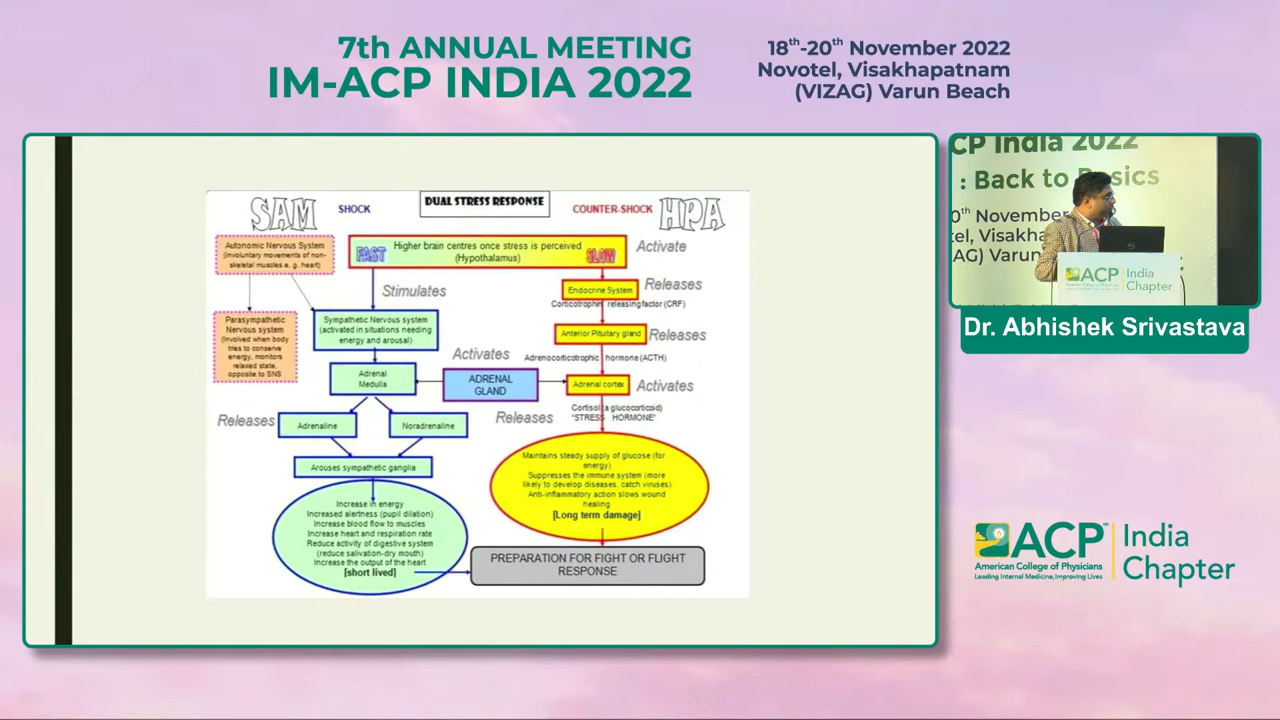 7th ANNUAL MEETING
IM-ACP INDIA 2022
18th-20th November 2022
Novotel, Visakhapatnam
(VIZAG) Varun Beach
SAM
SHOCK
DUAL STRESS RESPONSE
COUNTER-SHOCK
HPA
Autonomic Nervous System
(Involuntary movements of non-
skeletal muscles e. g. heart)
Higher brain centres once stress is perceived
(Hypothalamus)
FAST
SLOW
Activate
Stimulates
Endocrine System
Releases
Corticotrophin releasing factor (CRF)
Parasympathetic
Nervous system
(Involved when body
tries to conserve
energy, monitors
relaxed state,
opposite to SNS
Sympathetic Nervous system
(activated in situations needing
energy and arousal)
Anterior Pituitary gland
Releases
Activates
Adrenocorticotrophic hormone (ACTH)
Adrenal
Medulla
ADRENAL
GLAND
Adrenal cortex
Activates
Releases
Adrenaline
Noradrenaline
Releases
Cortisol (a glucocorticoid)
"STRESS HORMONE"
Arouses sympathetic ganglia
Maintains steady supply of glucose (for
energy)
Suppresses the immune system (more
likely to develop diseases, catch viruses)
Anti-inflammatory action slows wound
healing
[Long term damage]
Increase in energy
Increased alertness (pupil dilation)
Increase blood flow to muscles
Increase heart and respiration rate
Reduce activity of digestive system
(reduce salivation-dry mouth)
Increase the output of the heart
[short lived]
PREPARATION FOR FIGHT OR FLIGHT
RESPONSE
CP India 2022
: Back to Basics
0th November
tel, Visakha
AG) Varun
ACP
India
Chapter
Dr. Abhishek Srivastava
ACP™
American College of Physicians
Leading Internal Medicine, Improving Lives
India
Chapter